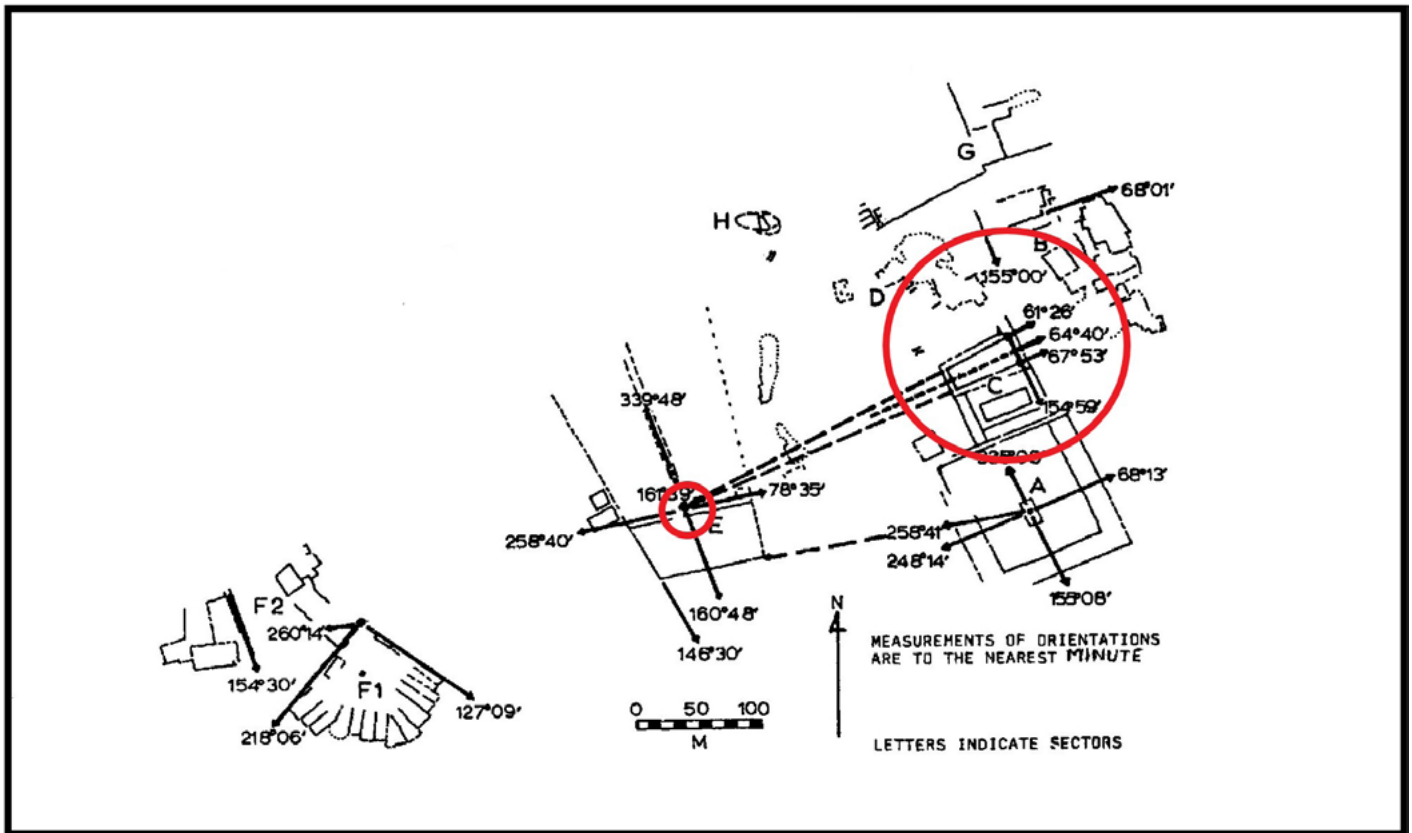 G
68°01'
H
B
155°00'
D
61°26'
64°40'
67°53'
C
339°48'
154°59'
A
68°13'
161°39'
78°35'
E
258°40'
258°41'
248°14'
160°48'
155°08'
N
F2
260°14'
146°30'
MEASUREMENTS OF ORIENTATIONS
ARE TO THE NEAREST MINUTE
154°30'
F1
127°09'
0 50 100
M
218°06'
LETTERS INDICATE SECTORS